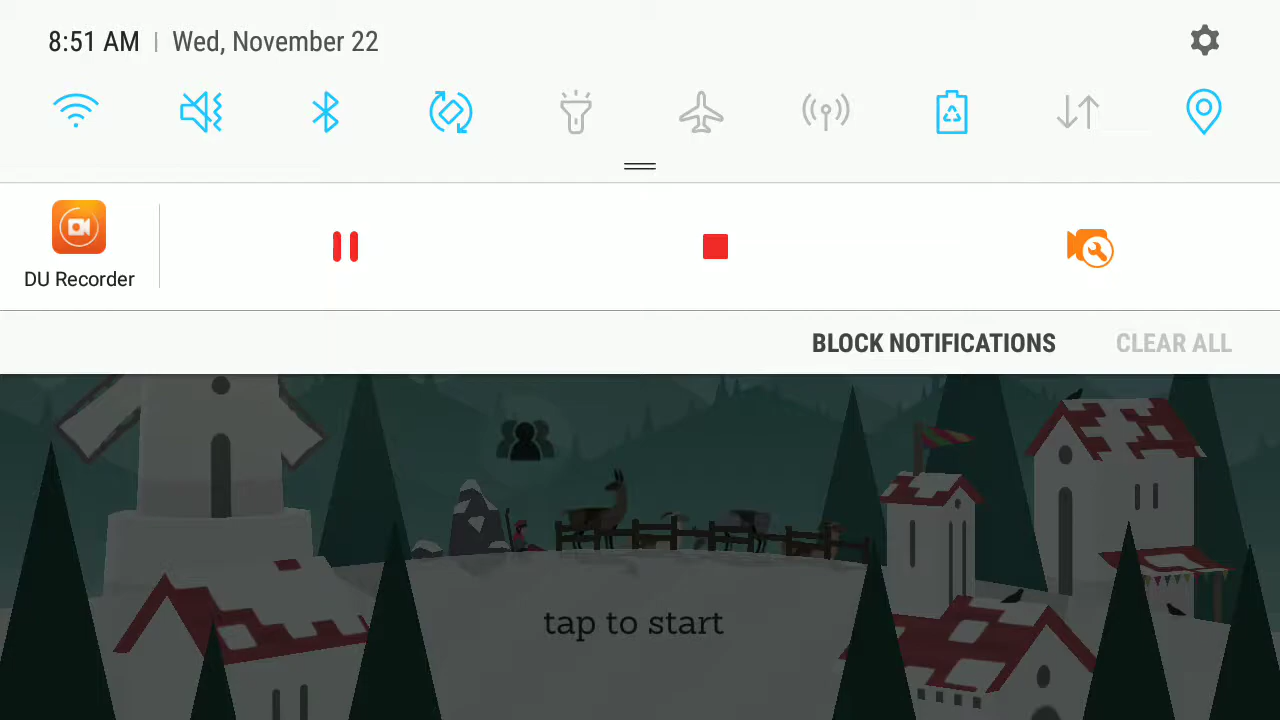 8:51 AM | Wed, November 22
DU Recorder
BLOCK NOTIFICATIONS CLEAR ALL
tap to start